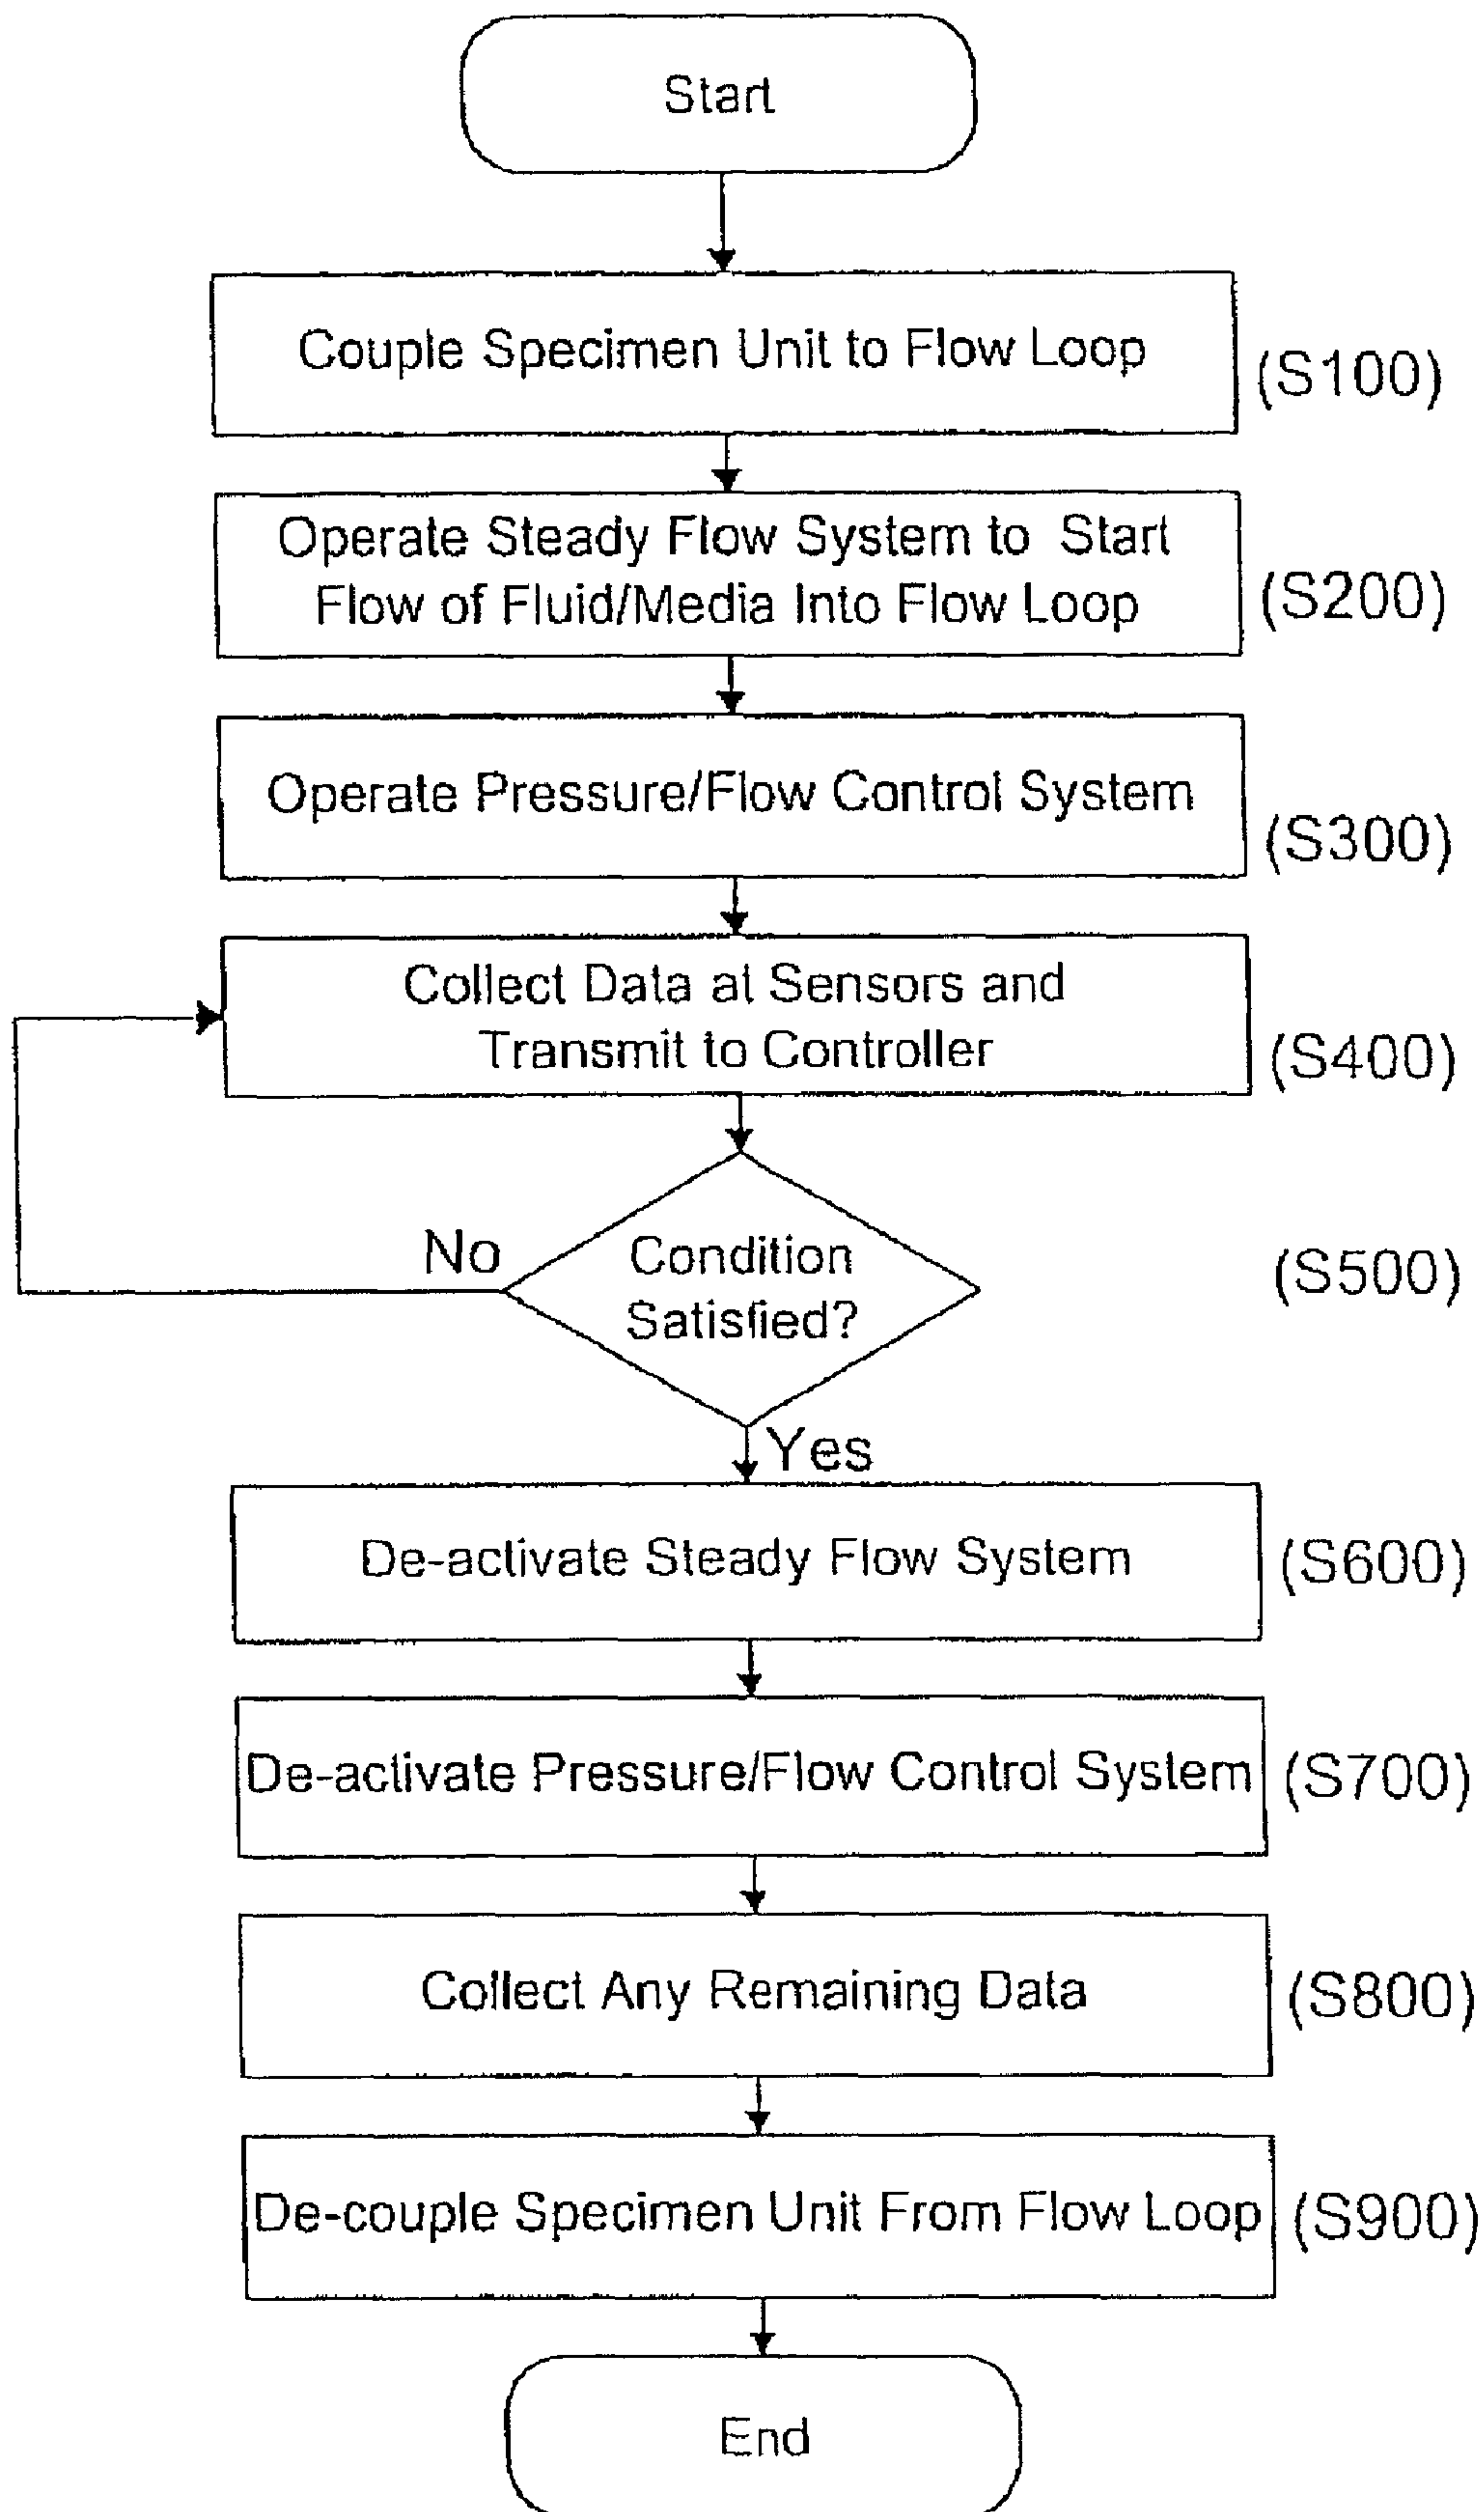 Start
Couple Specimen Unit to Flow Loop
(S100)
Operate Steady Flow System to Start
Flow of Fluid/Media Into Flow Loop
(S200)
Operate Pressure/Flow Control System
(S300)
Collect Data at Sensors and
Transmit to Controller
(S400)
No
Condition
Satisfied?
(S500)
Yes
De-activate Steady Flow System
(S600)
De-activate Pressure/Flow Control System
(S700)
Collect Any Remaining Data
(S800)
De-couple Specimen Unit From Flow Loop
(S900)
End